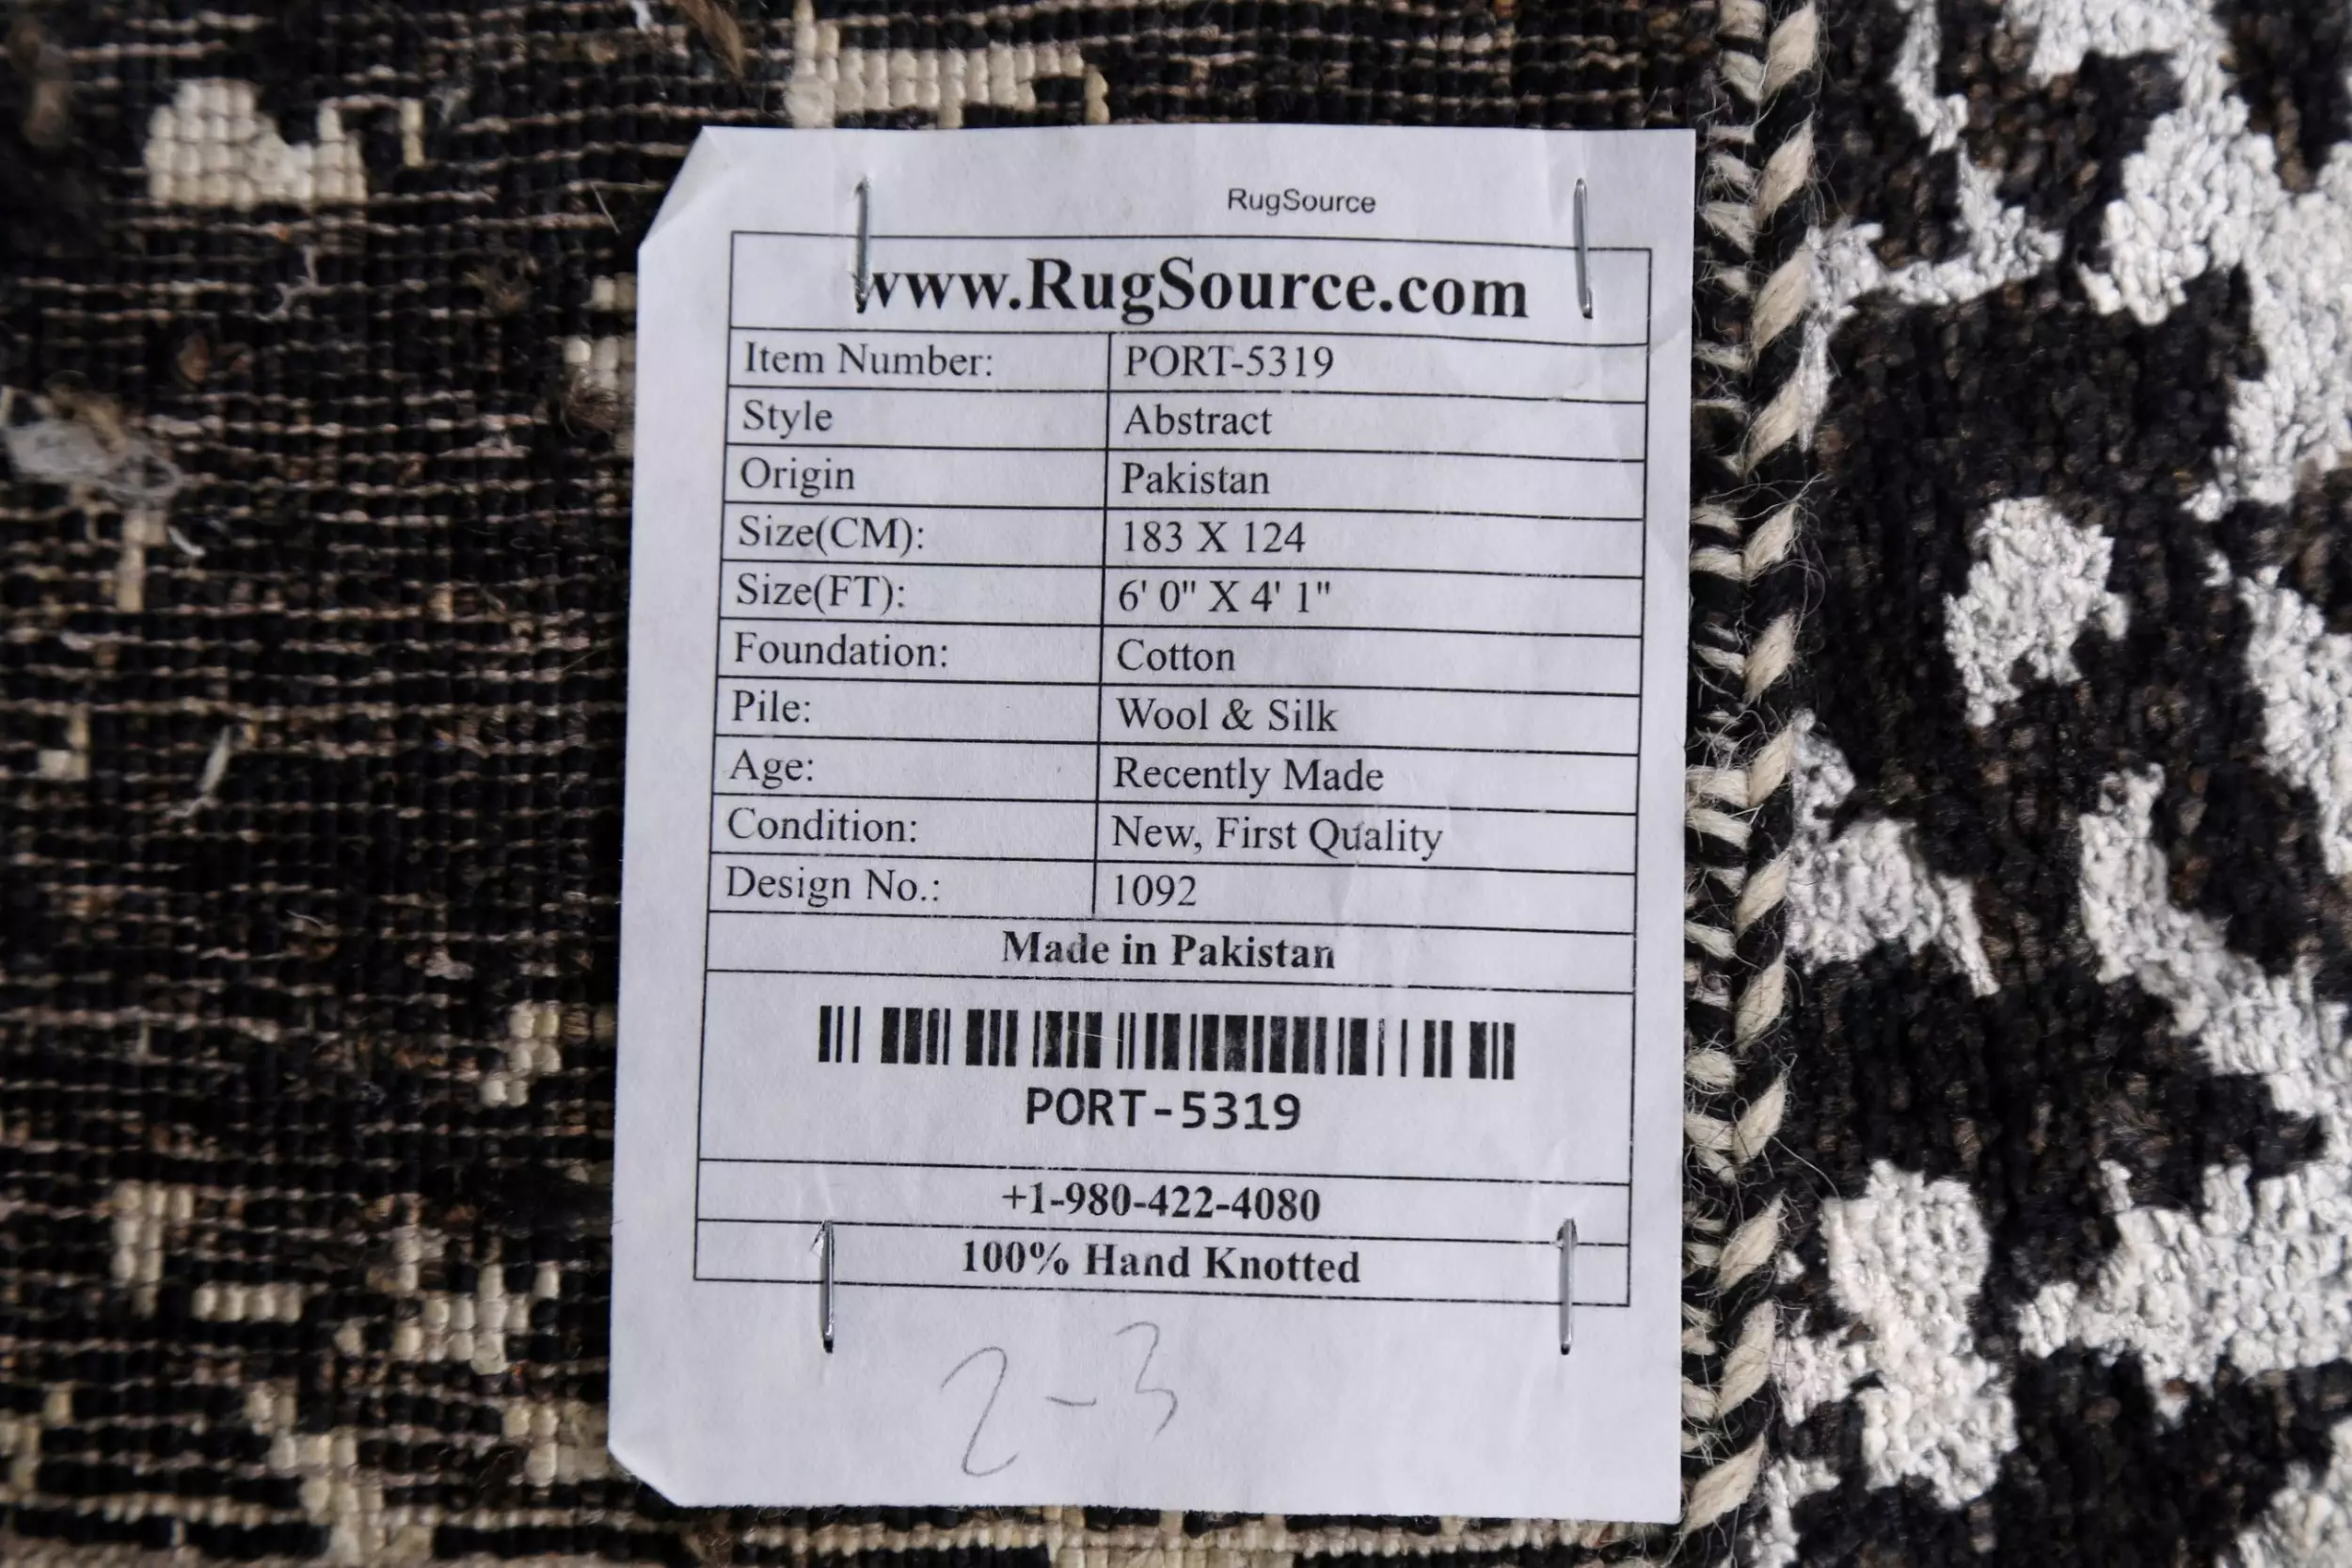 RugSource
www.RugSource.com
Item Number: PORT-5319
Style Abstract
Origin Pakistan
Size(CM): 183 X 124
Size(FT): 6' 0" X 4' 1"
Foundation: Cotton
Pile: Wool & Silk
Age: Recently Made
Condition: New, First Quality
Design No.: 1092
Made in Pakistan
PORT-5319
+1-980-422-4080
100% Hand Knotted
2-3